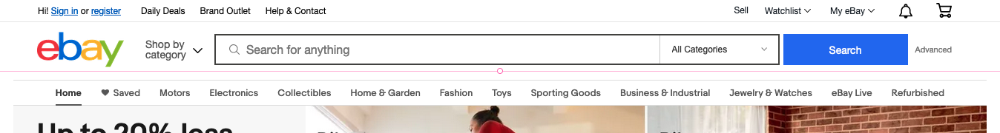 Hi! Sign in or register Daily Deals Brand Outlet Help & Contact Sell Watchlist My eBay
ebay Shop by category Search for anything All Categories Search Advanced
Home Saved Motors Electronics Collectibles Home & Garden Fashion Toys Sporting Goods Business & Industrial Jewelry & Watches eBay Live Refurbished
Up to 20% less